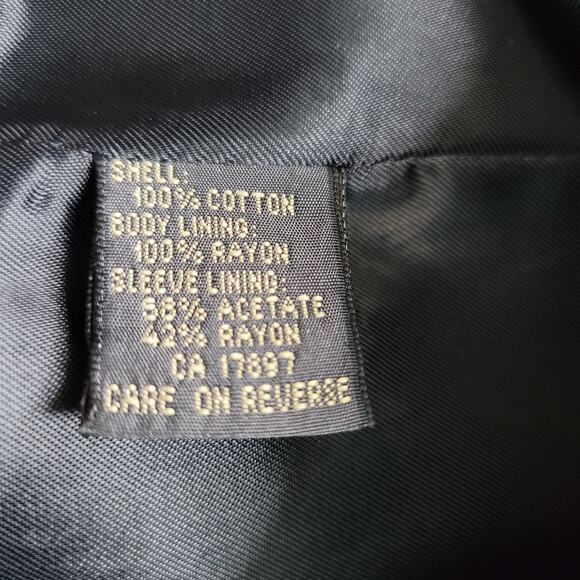 SHELL:
100% COTTON
BODY LINING:
100% RAYON
SLEEVE LINING:
58% ACETATE
42% RAYON
CA 17897
CARE ON REVERSE